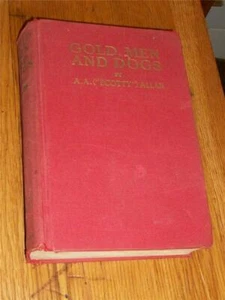 GOLD, MEN
AND DOGS
BY
A.A. "SCOTTY" ALLAN